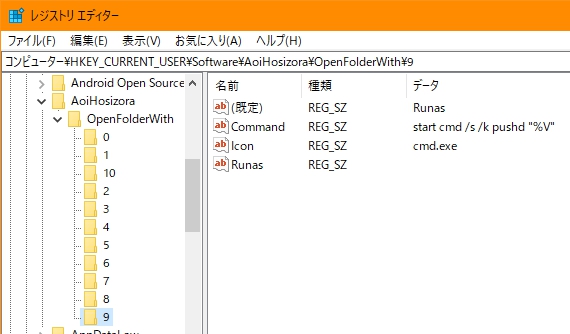 レジストリ エディター
ファイル(F) 編集(E) 表示(V) お気に入り(A) ヘルプ(H)
コンピューター¥HKEY_CURRENT_USER¥Software¥AoiHosizora¥OpenFolderWith¥9
Android Open Source
AoiHosizora
OpenFolderWith
0
1
10
2
3
4
5
6
7
8
9
名前 種類 データ
ab (既定) REG_SZ Runas
ab Command REG_SZ start cmd /s /k pushd "%V"
ab Icon REG_SZ cmd.exe
ab Runas REG_SZ